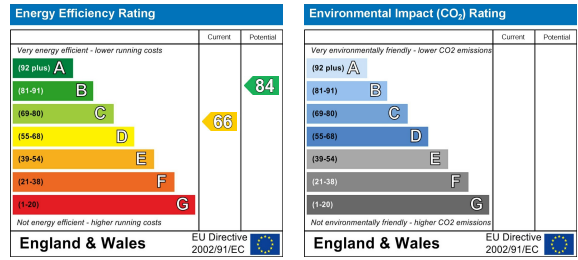 Energy Efficiency Rating
Current Potential
Very energy efficient - lower running costs
(92 plus) A
(81-91) B
(69-80) C
(55-68) D
(39-54) E
(21-38) F
(1-20) G
66
84
Not energy efficient - higher running costs
England & Wales
EU Directive
2002/91/EC
Environmental Impact (CO₂) Rating
Current Potential
Very environmentally friendly - lower CO2 emissions
(92 plus) A
(81-91) B
(69-80) C
(55-68) D
(39-54) E
(21-38) F
(1-20) G
Not environmentally friendly - higher CO2 emissions
England & Wales
EU Directive
2002/91/EC